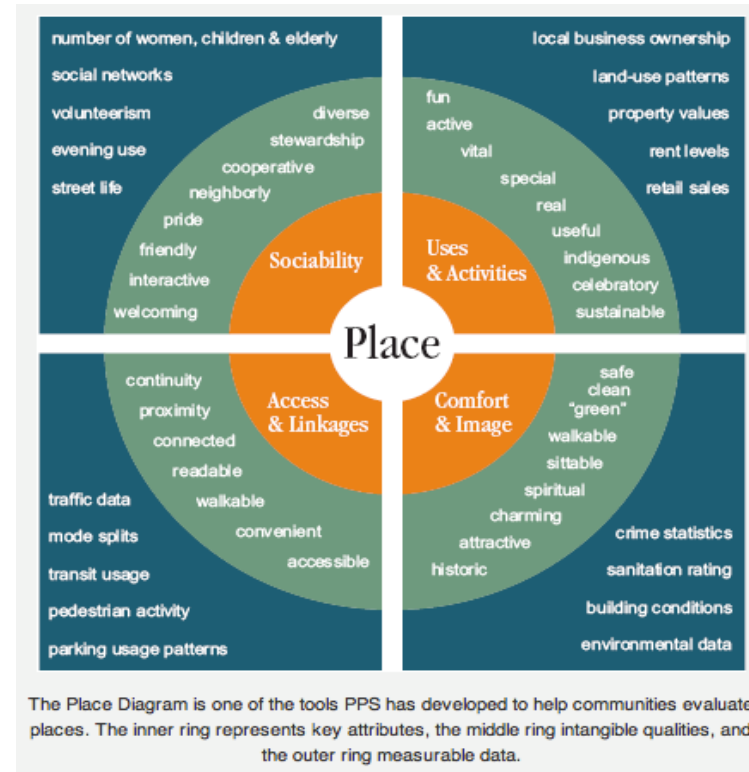 number of women, children & elderly
social networks
volunteerism
evening use
street life
diverse
stewardship
cooperative
neighborly
pride
friendly
interactive
welcoming
Sociability
local business ownership
land-use patterns
property values
rent levels
retail sales
fun
active
vital
special
real
useful
indigenous
celebratory
sustainable
Uses
& Activities
Place
continuity
proximity
connected
readable
walkable
convenient
accessible
Access
& Linkages
traffic data
mode splits
transit usage
pedestrian activity
parking usage patterns
Comfort
& Image
safe
clean
"green"
walkable
sittable
spiritual
charming
attractive
historic
crime statistics
sanitation rating
building conditions
environmental data
The Place Diagram is one of the tools PPS has developed to help communities evaluate
places. The inner ring represents key attributes, the middle ring intangible qualities, and
the outer ring measurable data.